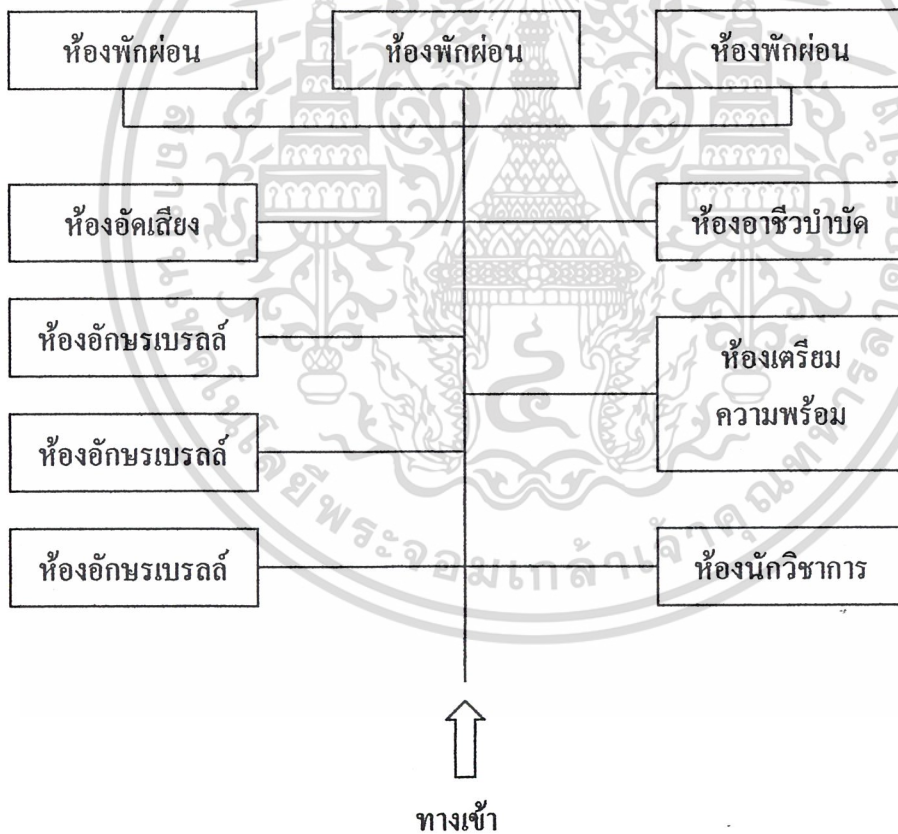 ห้องพักผ่อน ห้องพักผ่อน ห้องพักผ่อน
ห้องอัดเสียง ห้องอาชีวบำบัด
ห้องอักษรเบรลล์
ห้องเตรียม
ความพร้อม
ห้องอักษรเบรลล์
ห้องอักษรเบรลล์ ห้องนักวิชาการ
ทางเข้า